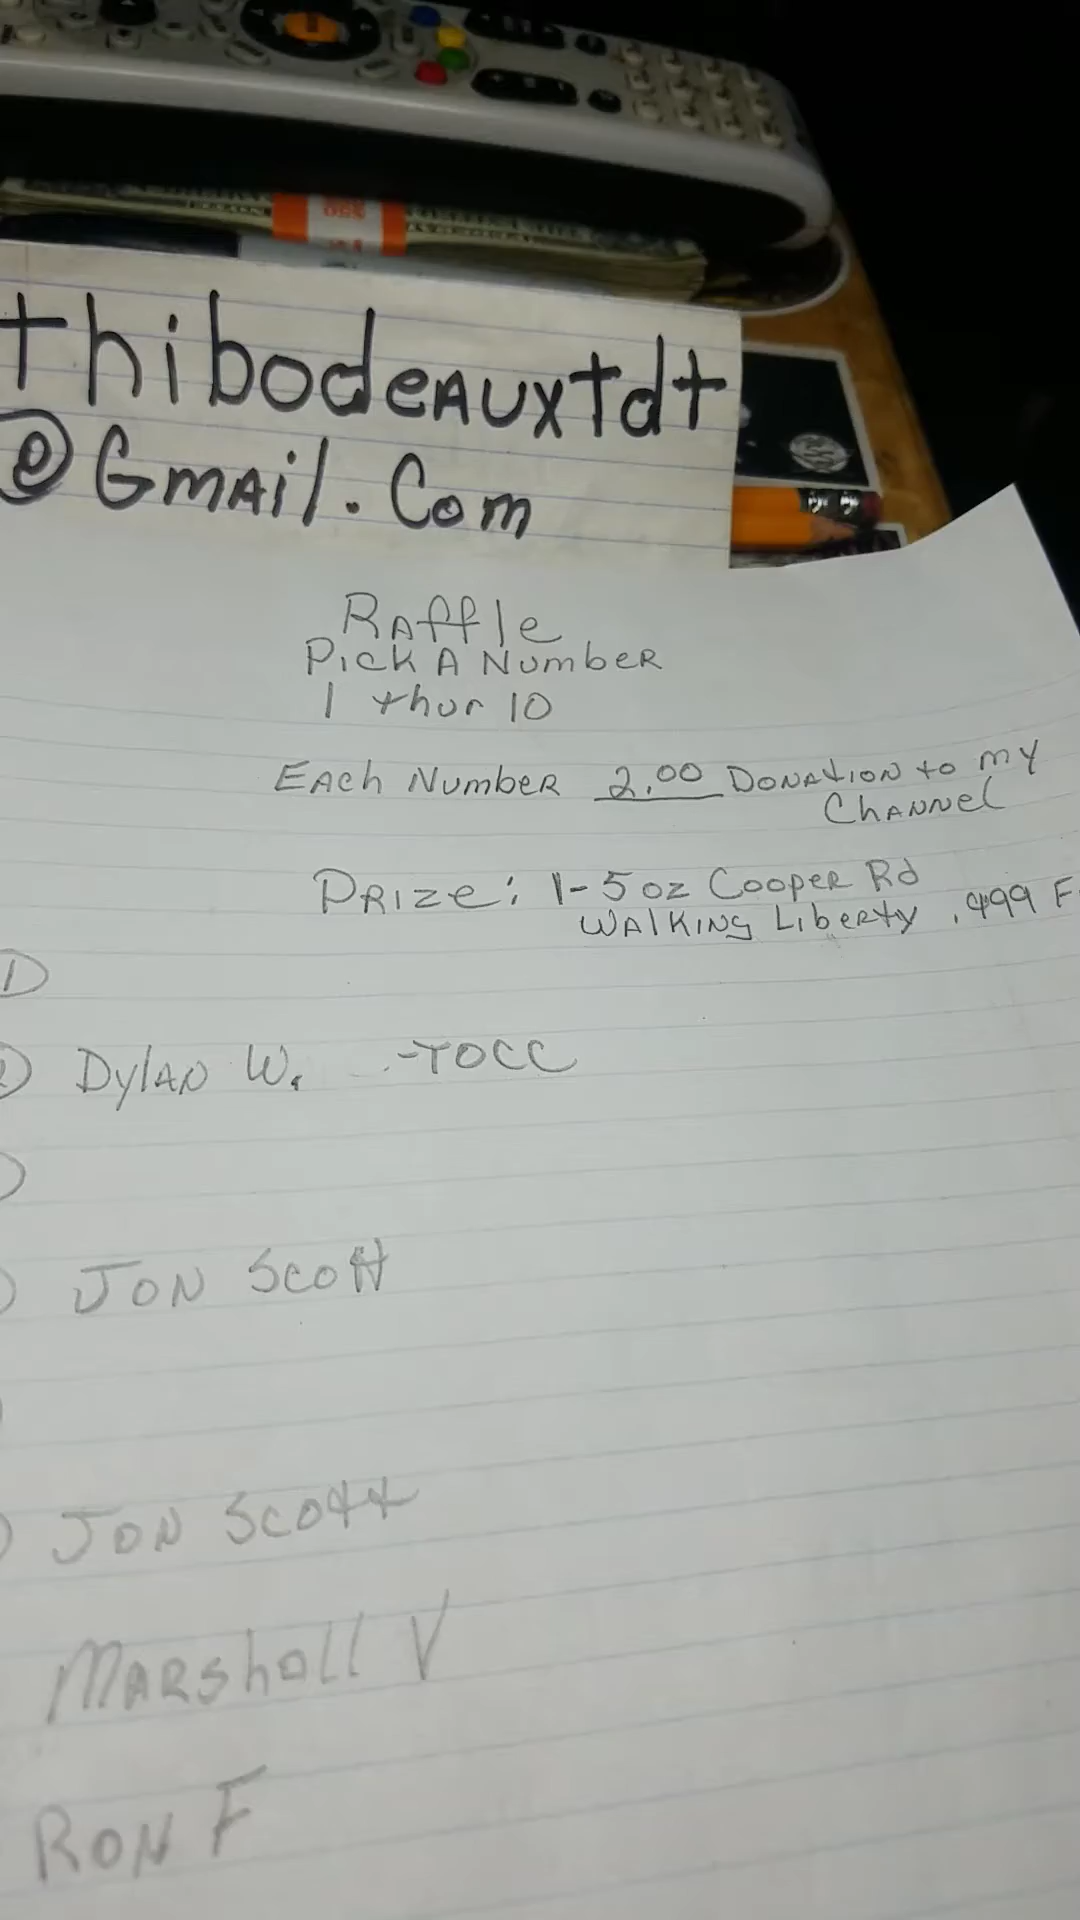 thibodeAuxtdt
@GmAil.Com
RAffle
Pick A NumbeR
1 thur 10
EAch NumbeR 2.00 DONAtiON to my
ChANNel
PRize: 1-5oz CoopeR Rd
WAlKiNg LibeRty .999 F
1
2 DylAN W. -TOCC
JON Scott
JON Scott
MARShall V
RON F